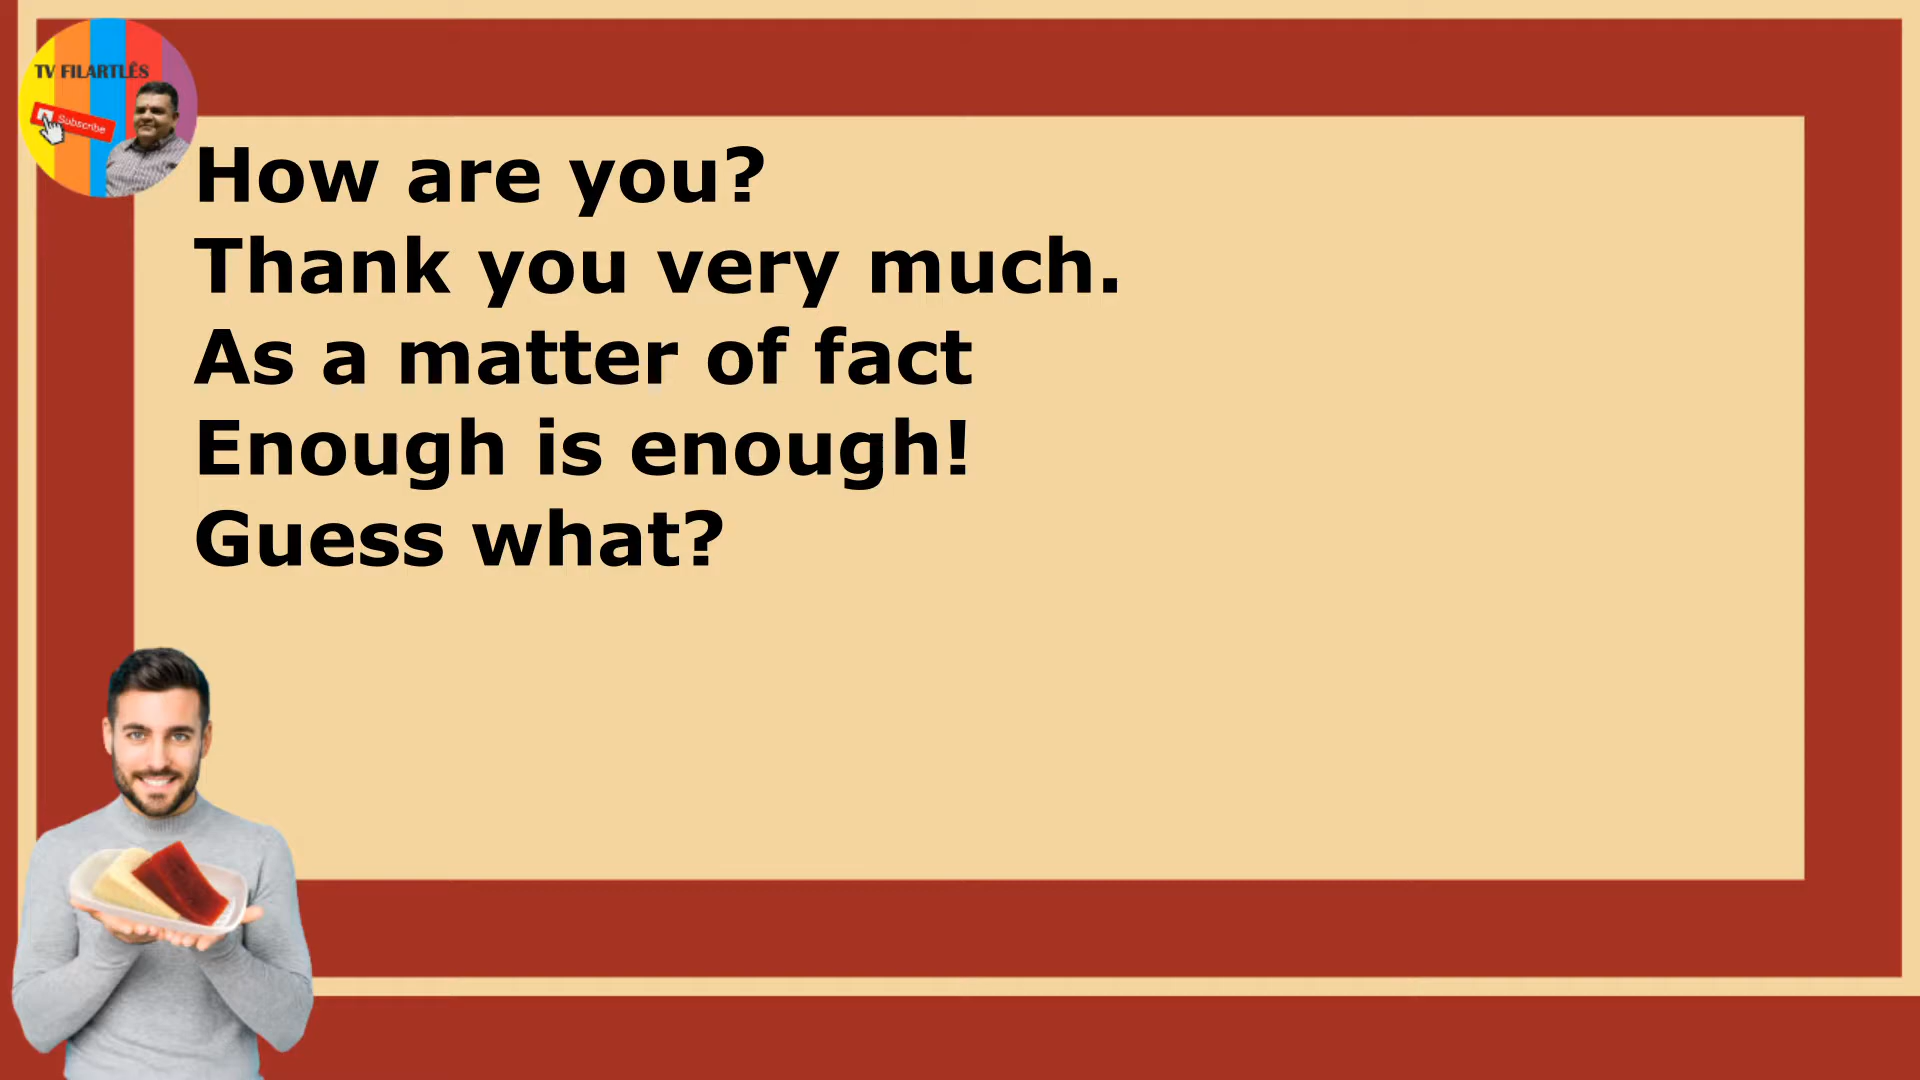 TV FILARTLÊS
Subscribe
How are you?
Thank you very much.
As a matter of fact
Enough is enough!
Guess what?